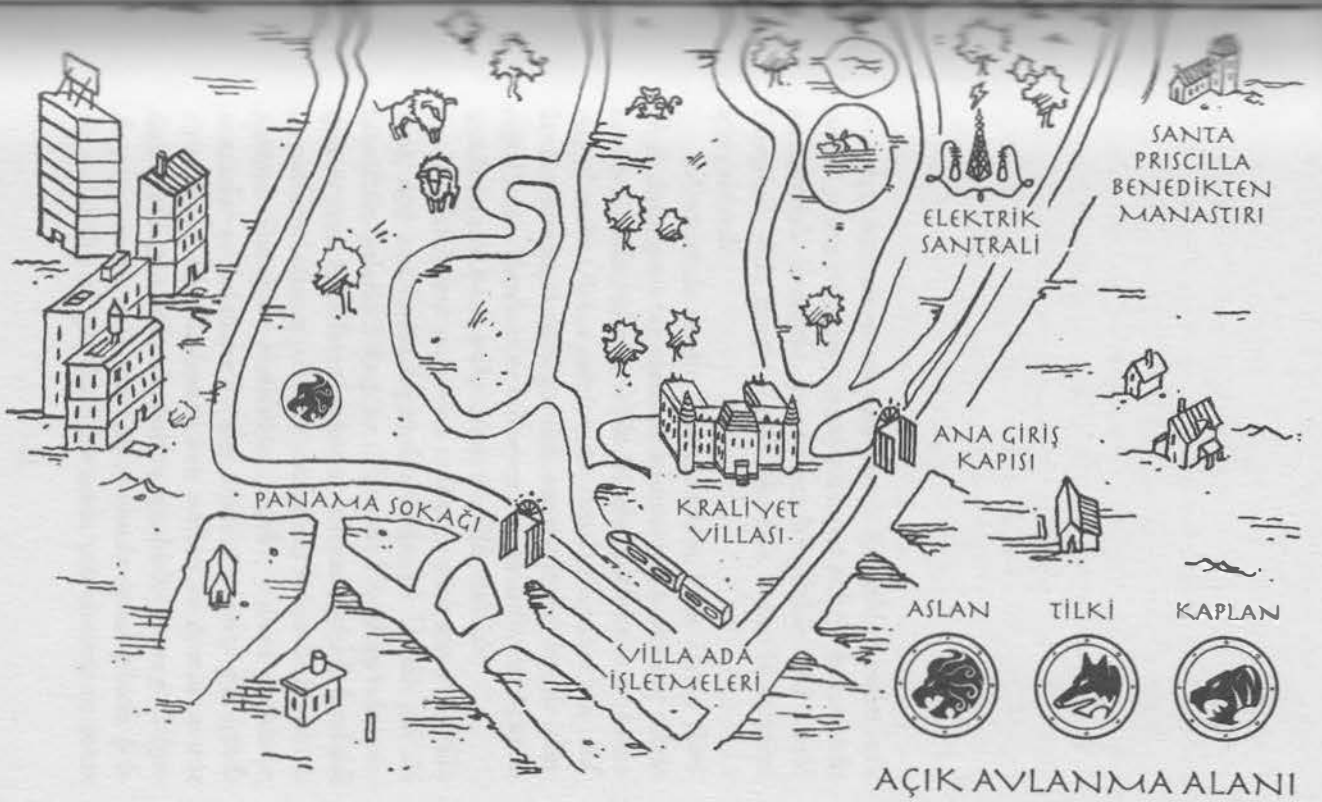 SANTA
PRISCILLA
BENEDİKTEN
MANASTIRI
ELEKTRİK
SANTRALİ
ANA GİRİŞ
KAPISI
PANAMA SOKAĞI
KRALİYET
VİLLASI
VİLLA ADA
İŞLETMELERİ
ASLAN
TİLKİ
KAPLAN
AÇIK AVLANMA ALANI